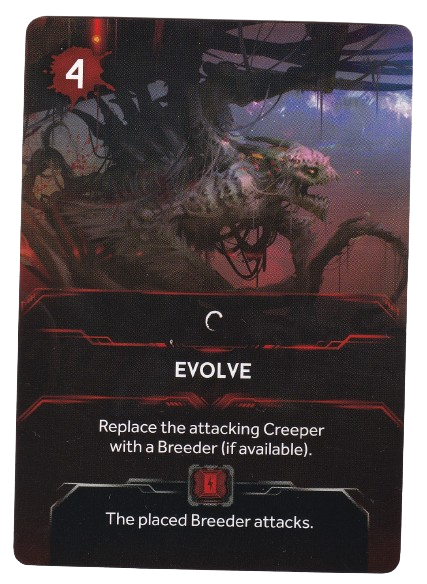 4
EVOLVE
Replace the attacking Creeper
with a Breeder (if available).
The placed Breeder attacks.